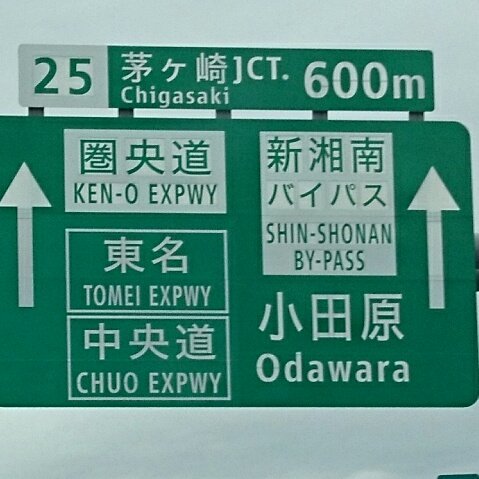 25 茅ヶ崎JCT. 600m
Chigasaki
圏央道
KEN-O EXPWY
東名
TOMEI EXPWY
中央道
CHUO EXPWY
新湘南
バイパス
SHIN-SHONAN
BY-PASS
小田原
Odawara